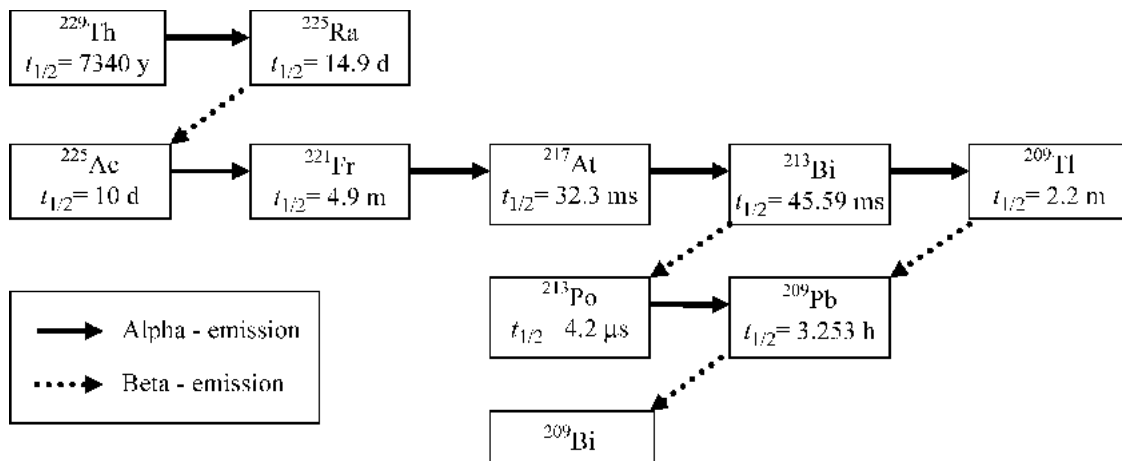 ²²⁹Th
t1/2= 7340 y
²²⁵Ra
t1/2= 14.9 d
²²⁵Ac
t1/2= 10 d
²²¹Fr
t1/2= 4.9 m
²¹⁷At
t1/2= 32.3 ms
²¹³Bi
t1/2= 45.59 ms
²⁰⁹Tl
t1/2= 2.2 m
²¹³Po
t1/2 4.2 µs
²⁰⁹Pb
t1/2= 3.253 h
Alpha - emission
Beta - emission
²⁰⁹Bi